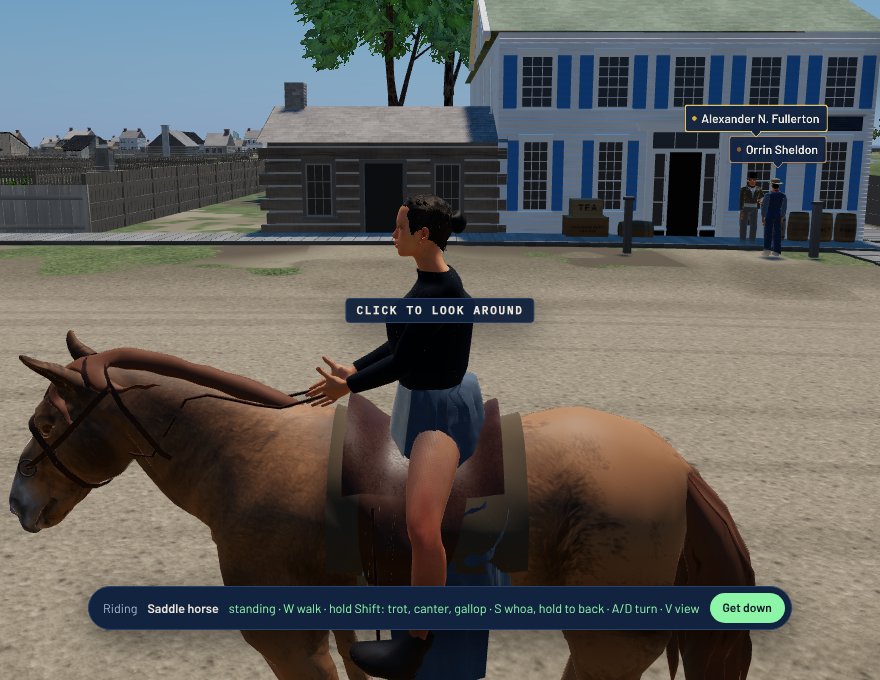 Alexander N. Fullerton
Orrin Sheldon
TEA
CLICK TO LOOK AROUND
Riding Saddle horse standing · W walk · hold Shift: trot, canter, gallop · S whoa, hold to back · A/D turn · V view Get down